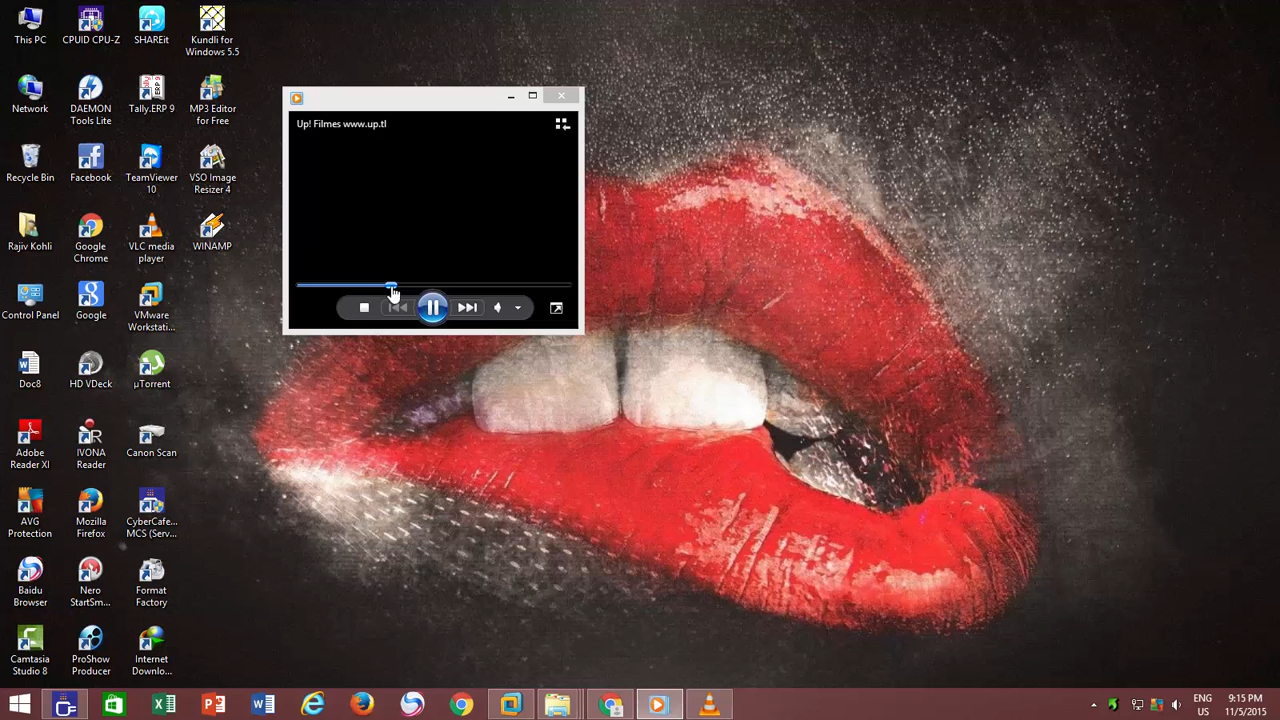 This PC
CPUID CPU-Z
SHAREit
Kundli for
Windows 5.5
Network
DAEMON
Tools Lite
Tally.ERP 9
MP3 Editor
for Free
Recycle Bin
Facebook
TeamViewer
10
VSO Image
Resizer 4
Rajiv Kohli
Google
Chrome
VLC media
player
WINAMP
Control Panel
Google
VMware
Workstati...
Doc8
HD VDeck
µTorrent
Adobe
Reader XI
IVONA
Reader
Canon Scan
AVG
Protection
Mozilla
Firefox
CyberCafe...
MCS (Serv...
Baidu
Browser
Nero
StartSm...
Format
Factory
Camtasia
Studio 8
ProShow
Producer
Internet
Downlo...
Up! Filmes www.up.tl
ENG
US
9:15 PM
11/5/2015